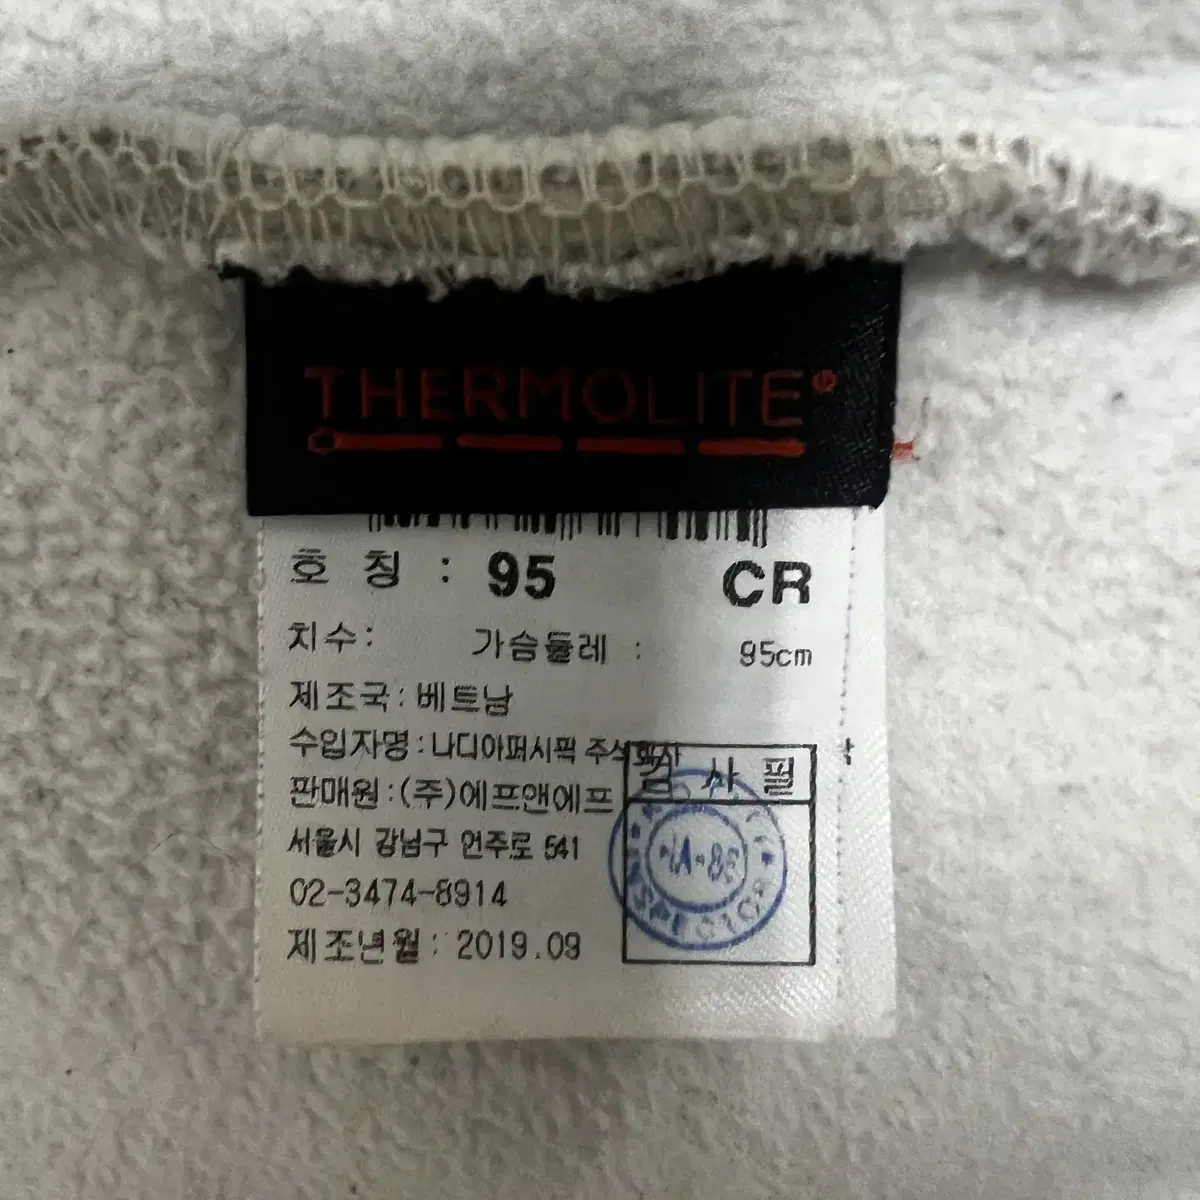 THERMOLITE®
호 칭 : 95 CR
치수: 가슴둘레 : 95cm
제조국: 베트남
수입자명: 나디아퍼시픽 주식회사
검 사 필
판매원:(주)에프앤에프
서울시 강남구 언주로 541
02-3474-8914
제조년월: 2019.09